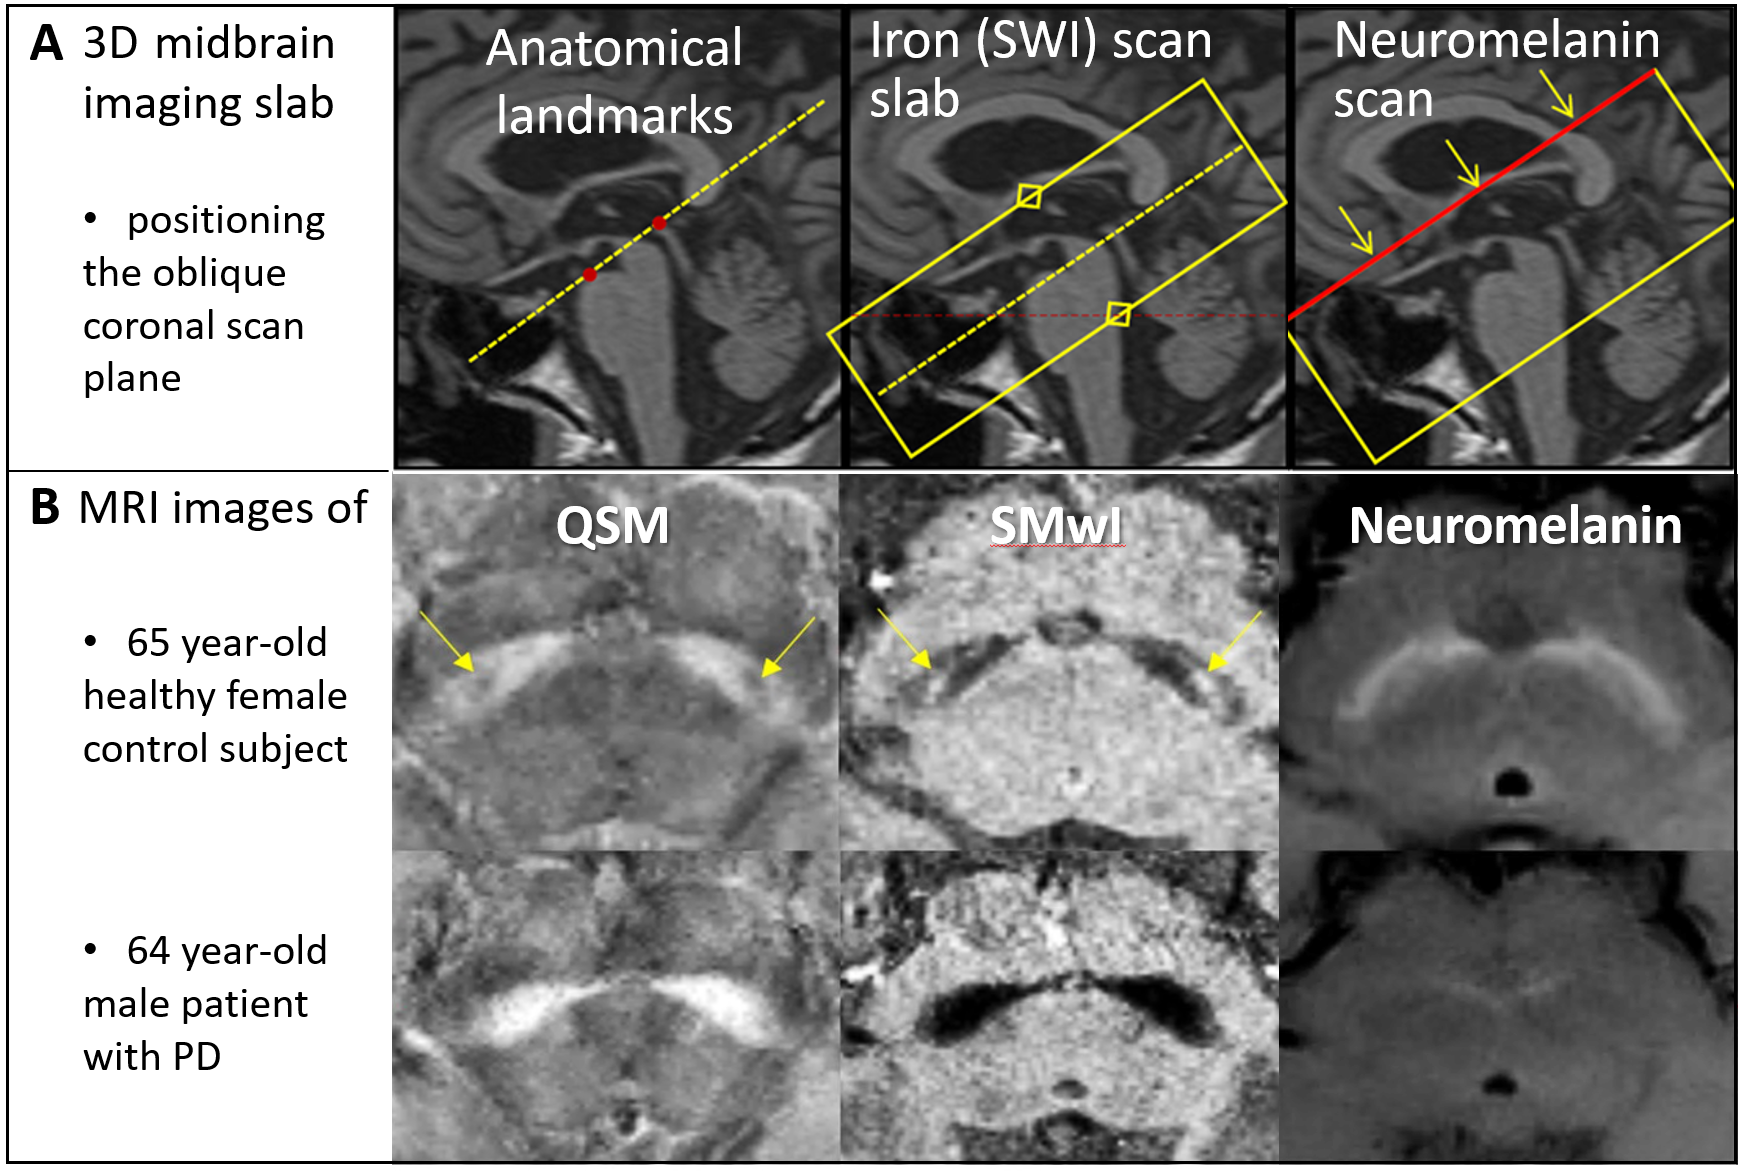 A 3D midbrain
imaging slab
• positioning
the oblique
coronal scan
plane
Anatomical
landmarks
Iron (SWI) scan
slab
Neuromelanin
scan
B MRI images of
• 65 year-old
healthy female
control subject
• 64 year-old
male patient
with PD
QSM
SMwI
Neuromelanin